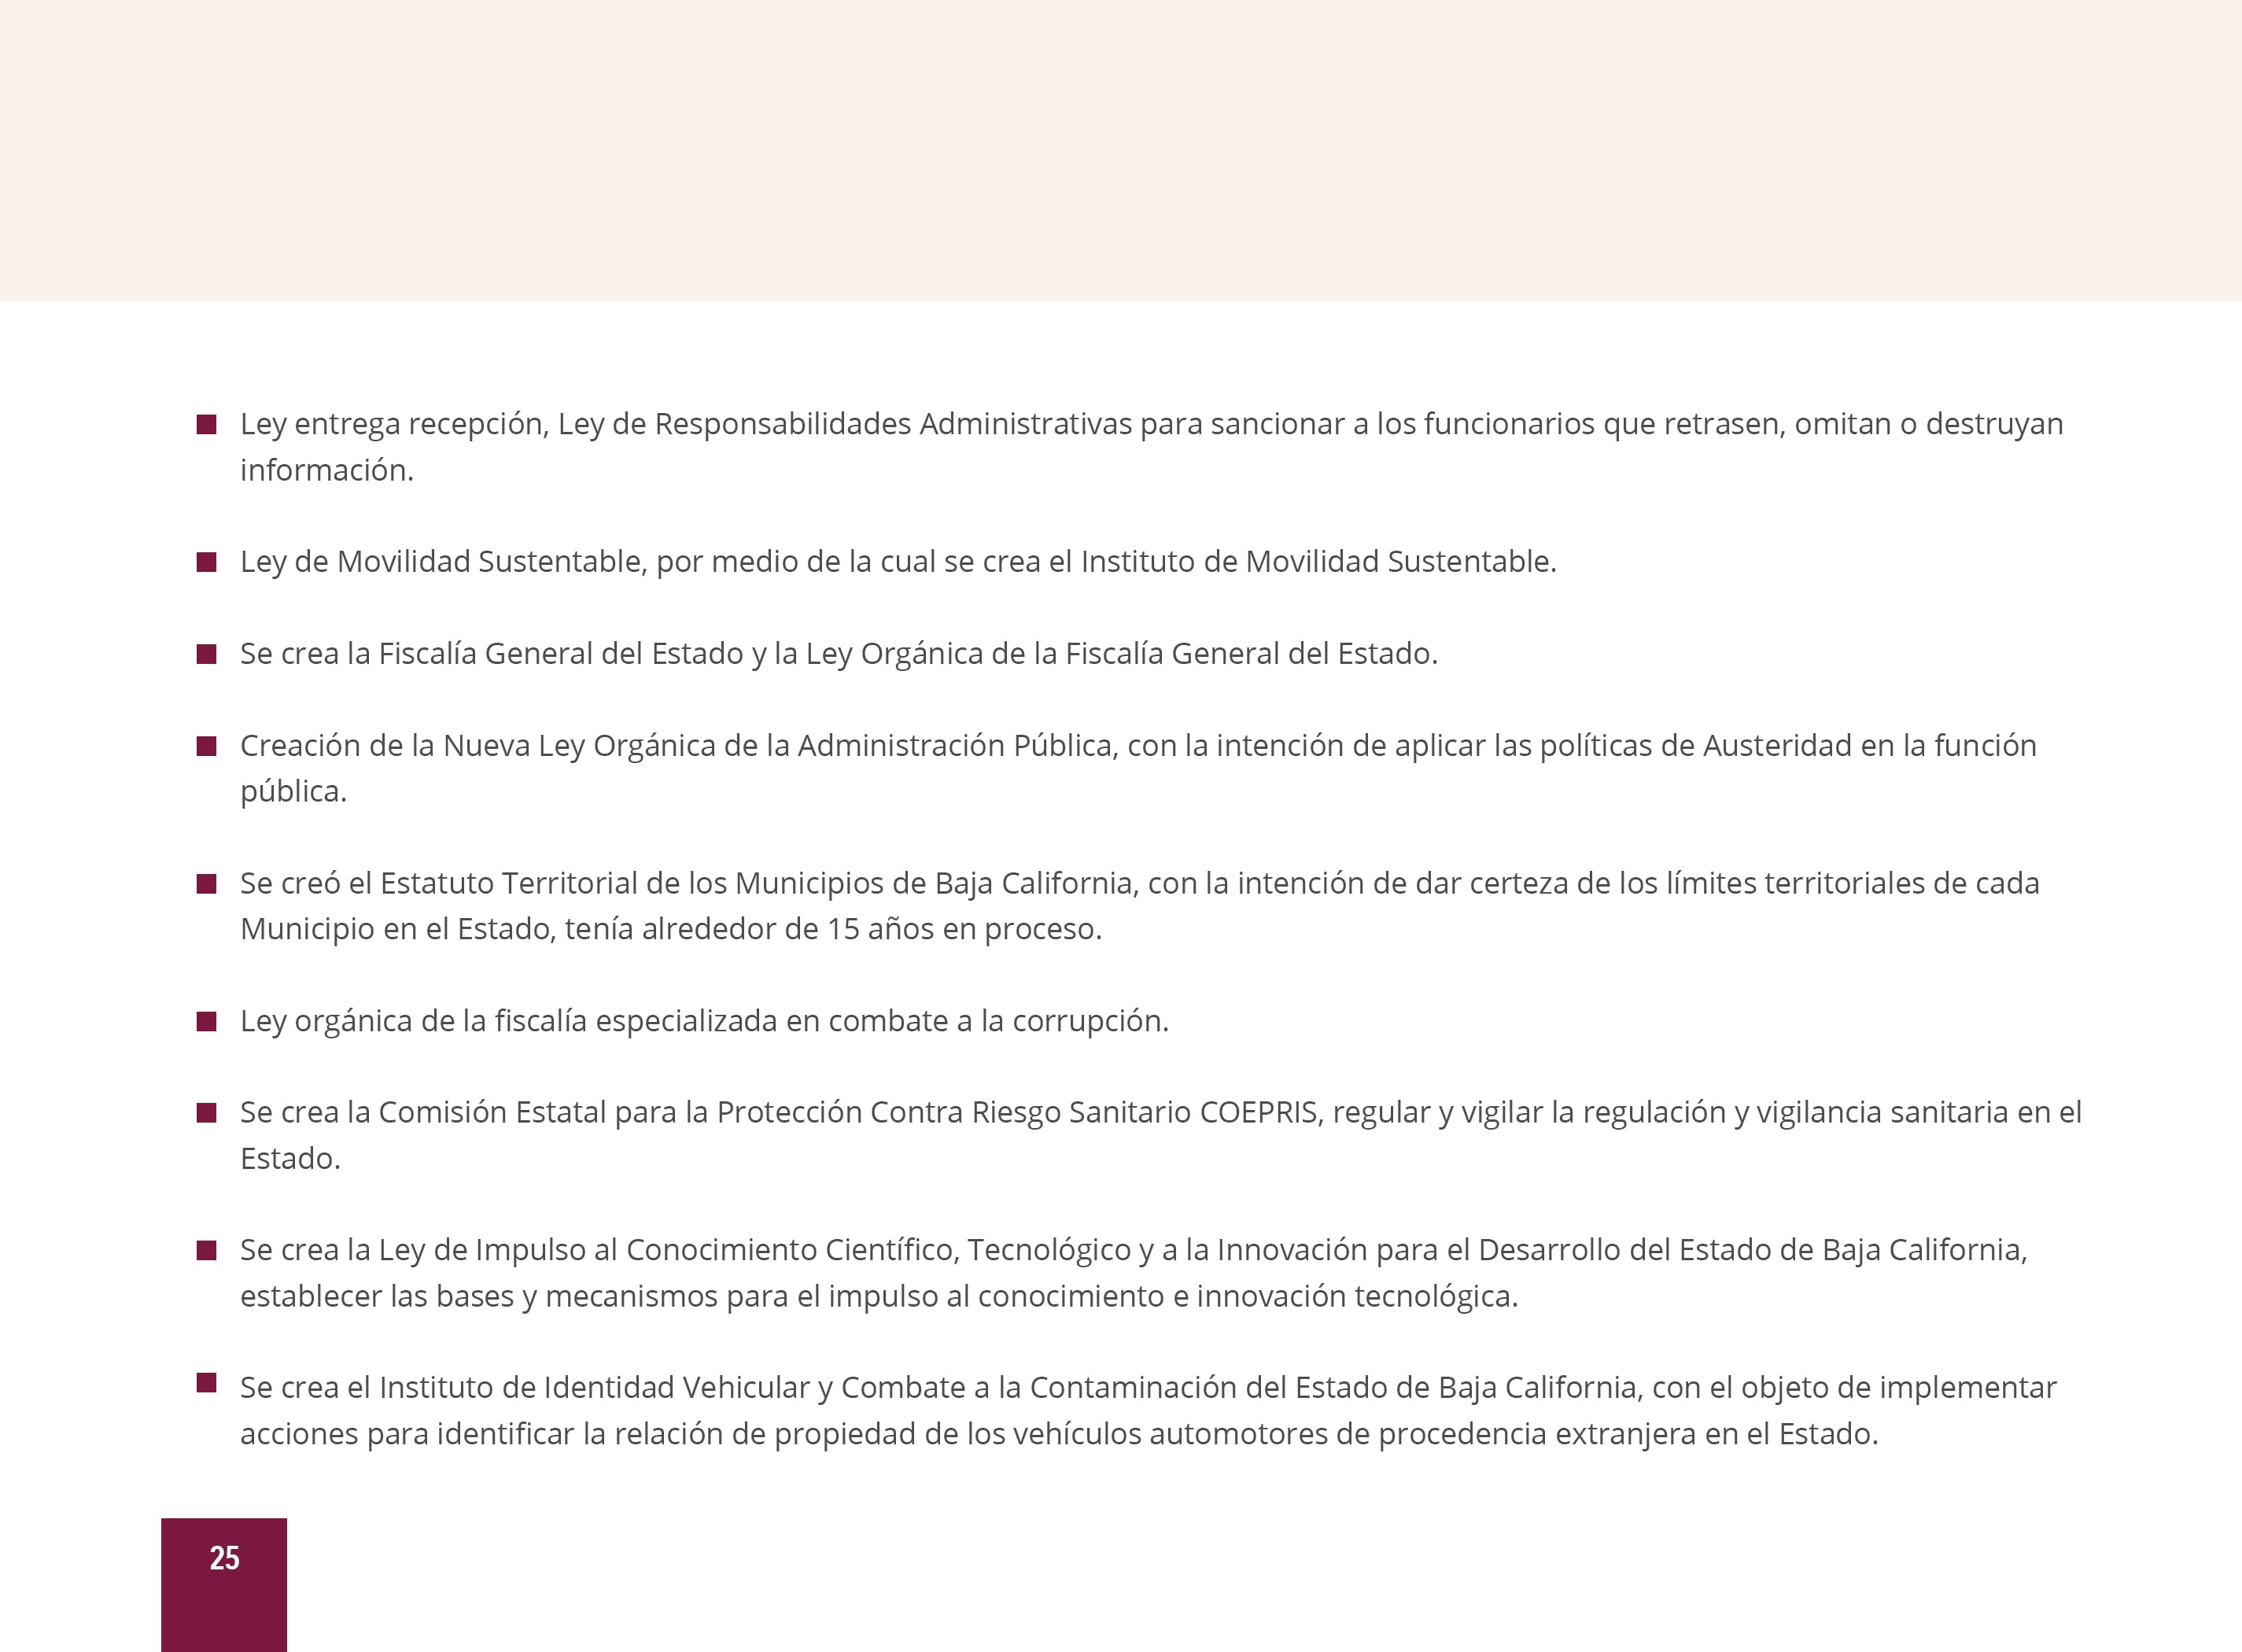 Ley entrega recepción, Ley de Responsabilidades Administrativas para sancionar a los funcionarios que retrasen, omitan o destruyan
información.
Ley de Movilidad Sustentable, por medio de la cual se crea el Instituto de Movilidad Sustentable.
Se crea la Fiscalía General del Estado y la Ley Orgánica de la Fiscalía General del Estado.
Creación de la Nueva Ley Orgánica de la Administración Pública, con la intención de aplicar las políticas de Austeridad en la función
pública.
Se creó el Estatuto Territorial de los Municipios de Baja California, con la intención de dar certeza de los límites territoriales de cada
Municipio en el Estado, tenía alrededor de 15 años en proceso.
Ley orgánica de la fiscalía especializada en combate a la corrupción.
Se crea la Comisión Estatal para la Protección Contra Riesgo Sanitario COEPRIS, regular y vigilar la regulación y vigilancia sanitaria en el
Estado.
Se crea la Ley de Impulso al Conocimiento Científico, Tecnológico y a la Innovación para el Desarrollo del Estado de Baja California,
establecer las bases y mecanismos para el impulso al conocimiento e innovación tecnológica.
Se crea el Instituto de Identidad Vehicular y Combate a la Contaminación del Estado de Baja California, con el objeto de implementar
acciones para identificar la relación de propiedad de los vehículos automotores de procedencia extranjera en el Estado.
25